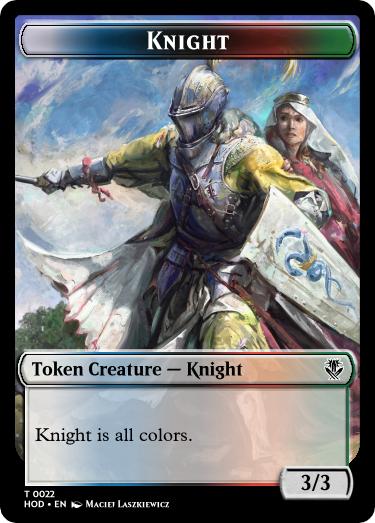 Knight
Token Creature — Knight
Knight is all colors.
3/3
T 0022
HOD • EN Maciej Laszkiewicz